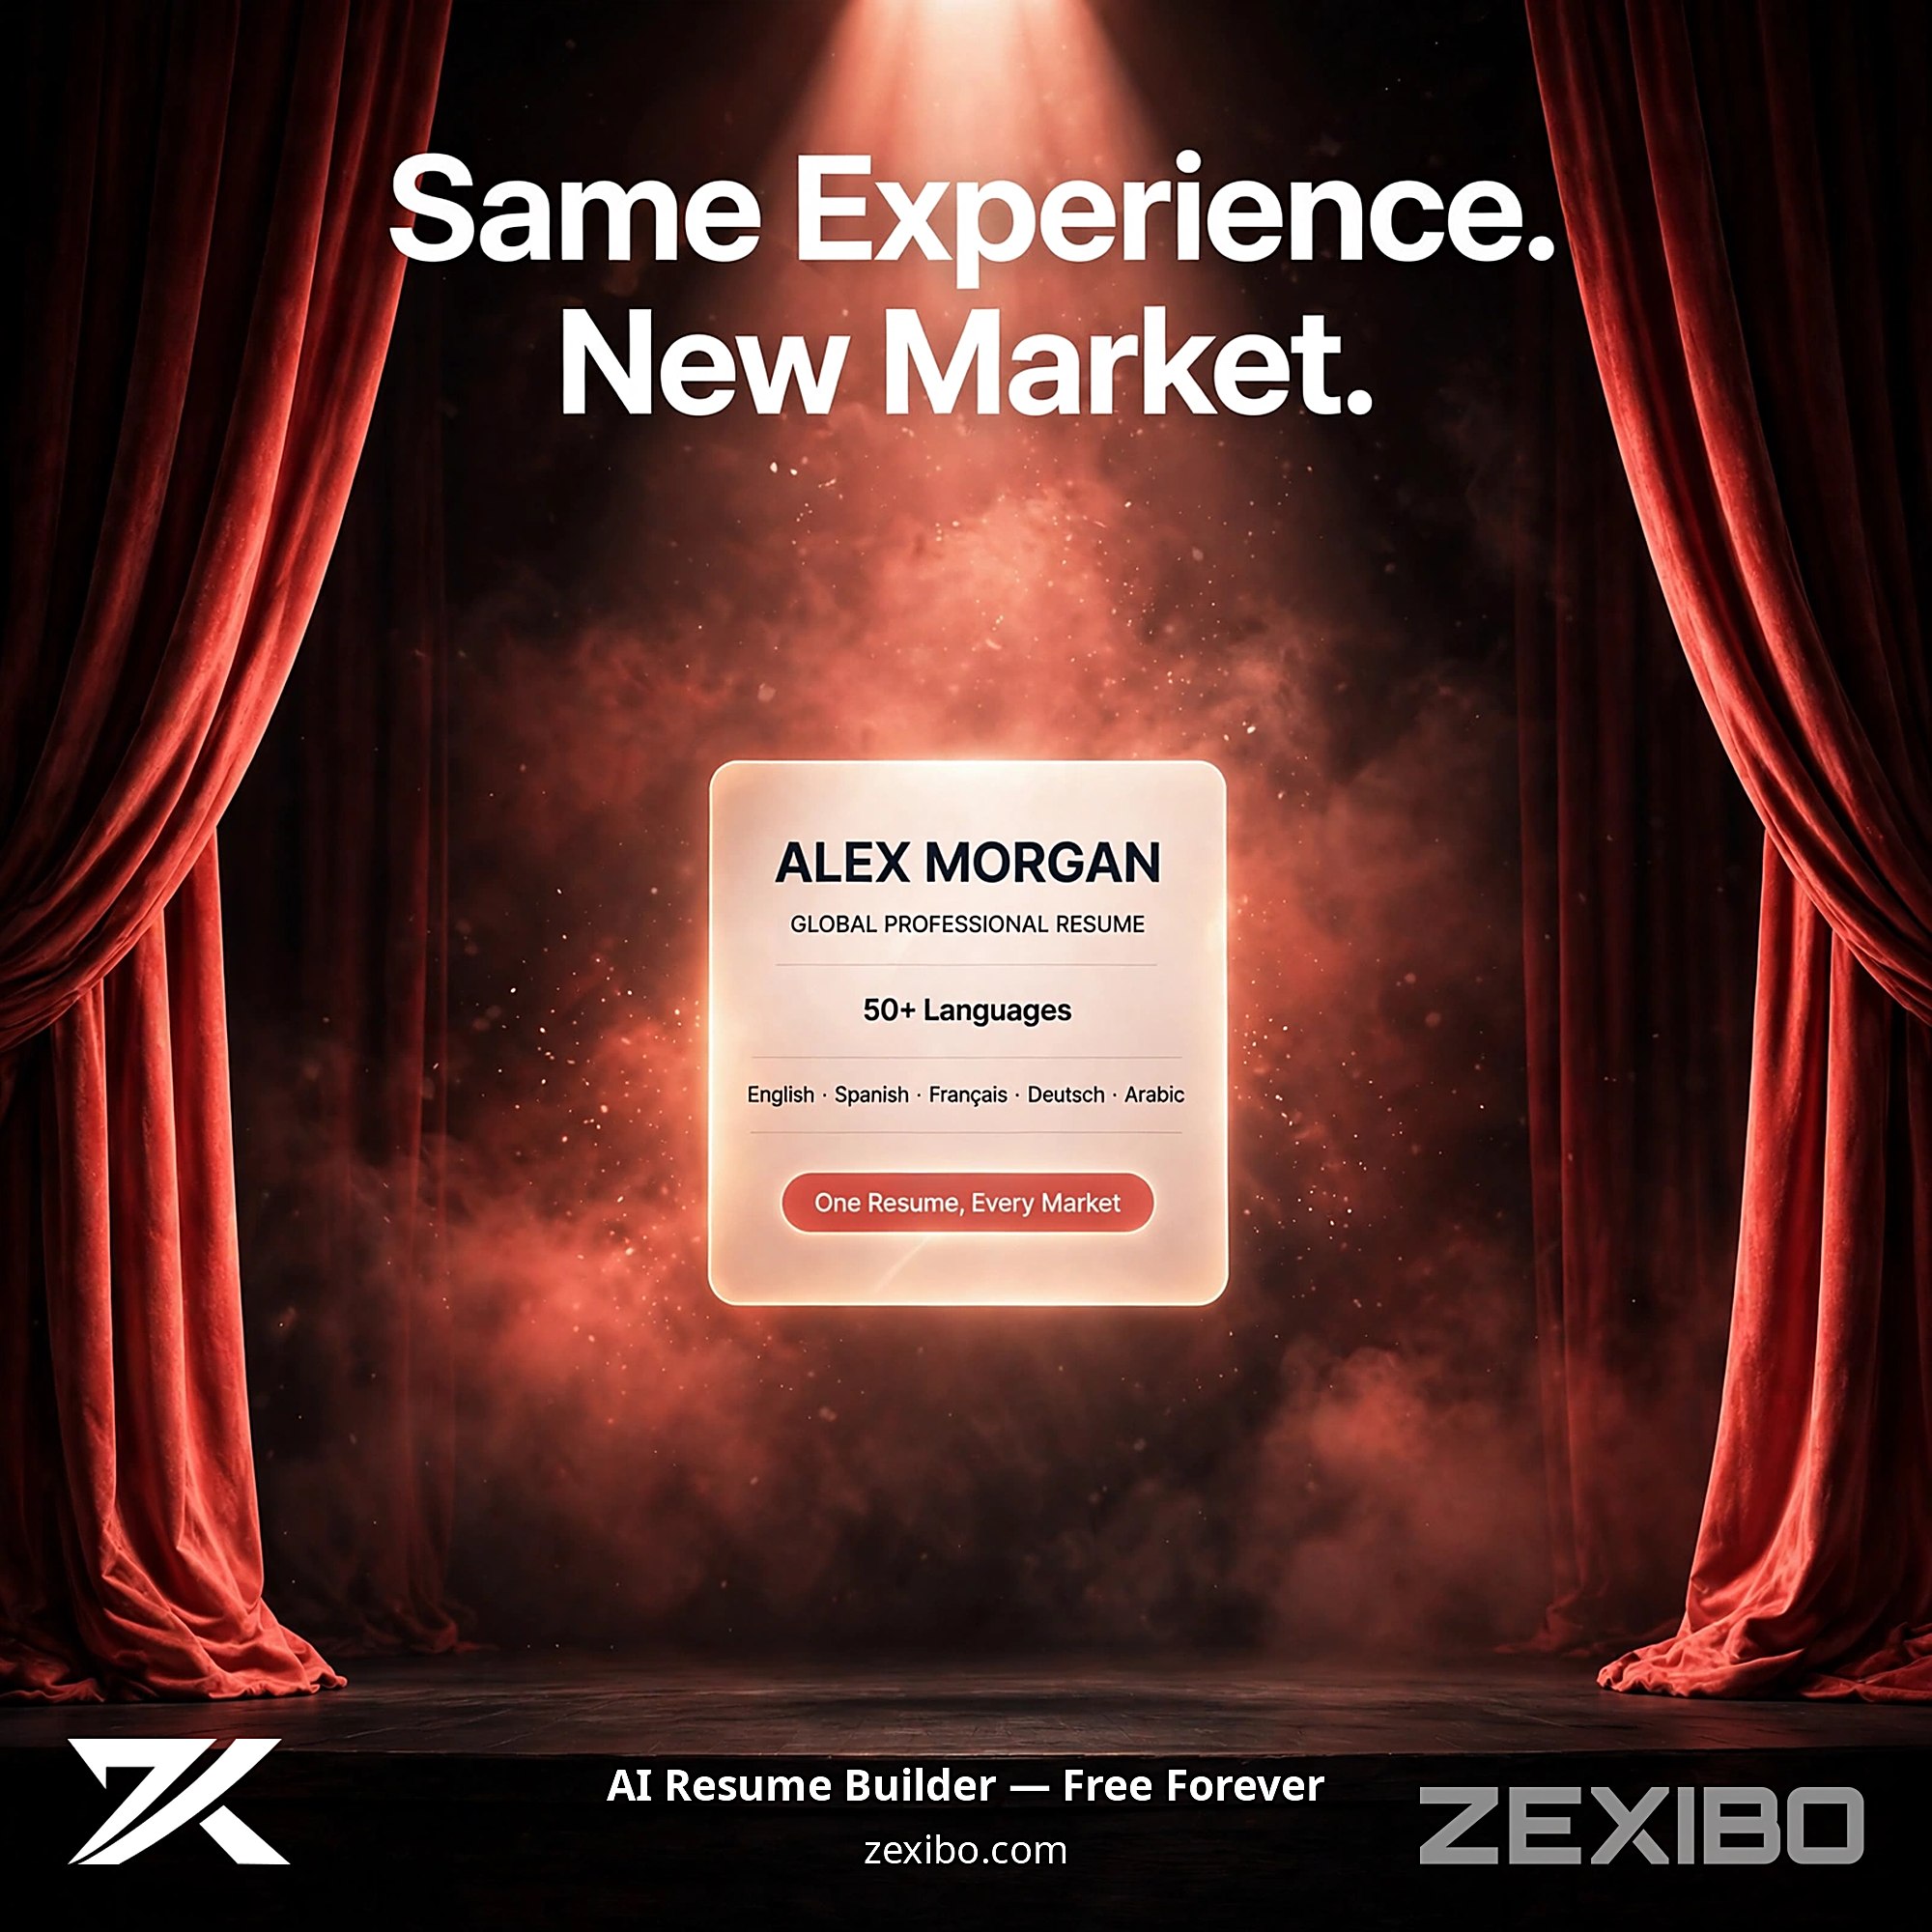 Same Experience.
New Market.
ALEX MORGAN
GLOBAL PROFESSIONAL RESUME
50+ Languages
English · Spanish · Français · Deutsch · Arabic
One Resume, Every Market
AI Resume Builder — Free Forever
zexibo.com
ZEXIBO